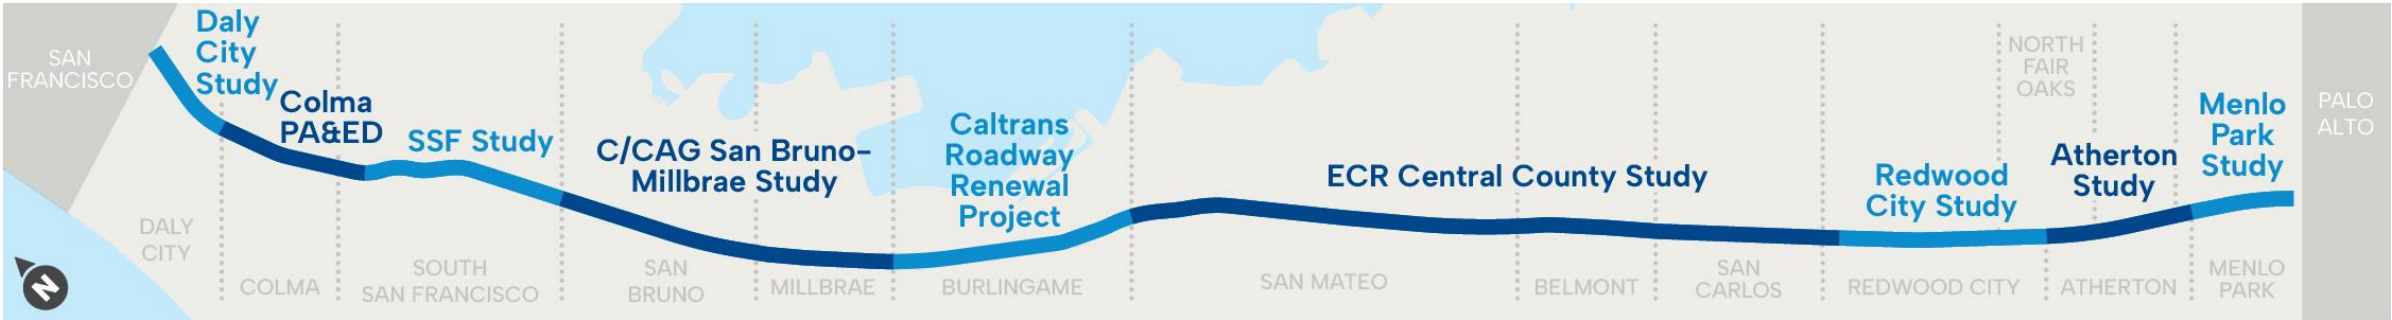 SAN
FRANCISCO
Daly
City
Study
Colma
PA&ED
SSF Study
C/CAG San Bruno-
Millbrae Study
Caltrans
Roadway
Renewal
Project
ECR Central County Study
Redwood
City Study
NORTH
FAIR
OAKS
Atherton
Study
Menlo
Park
Study
PALO
ALTO
DALY
CITY
COLMA
SOUTH
SAN FRANCISCO
SAN
BRUNO
MILLBRAE
BURLINGAME
SAN MATEO
BELMONT
SAN
CARLOS
REDWOOD CITY
ATHERTON
MENLO
PARK
N